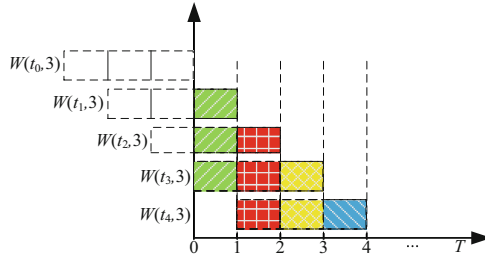 W(t0,3)
W(t1,3)
W(t2,3)
W(t3,3)
W(t4,3)
0 1 2 3 4 ... T